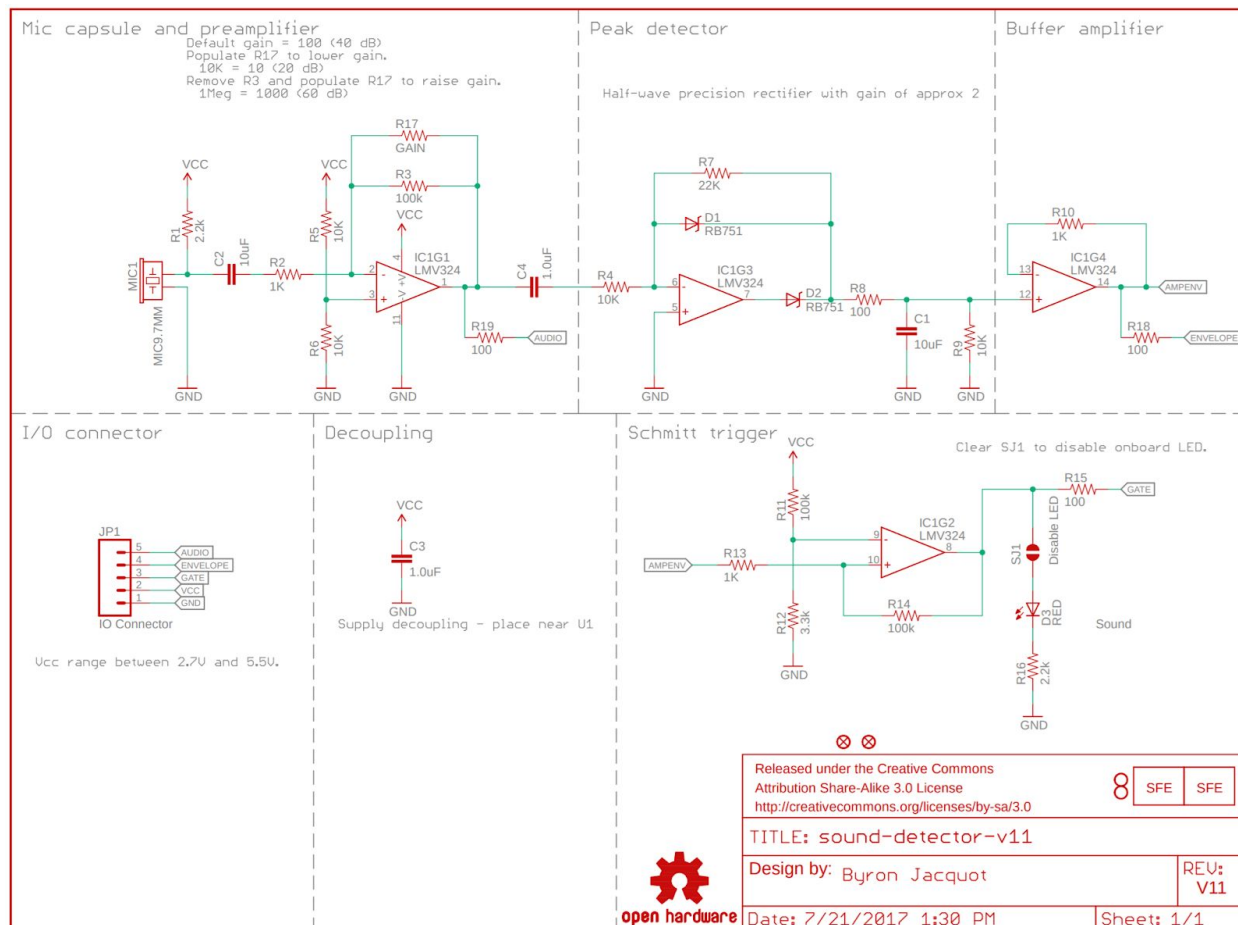 Mic capsule and preamplifier
Default gain = 100 (40 dB)
Populate R17 to lower gain.
10K = 10 (20 dB)
Remove R3 and populate R17 to raise gain.
1Meg = 1000 (60 dB)
R17
GAIN
VCC
VCC
R3
100k
VCC
R1
2.2k
R5
10K
C2
10uF
R2
1K
MIC1
MIC9.7MM
2
3
4
11
1
-
+
+V
-V
IC1G1
LMV324
C4
1.0uF
R6
10K
R19
100
AUDIO
GND
GND
GND
Peak detector
Half-wave precision rectifier with gain of approx 2
R7
22K
D1
RB751
R4
10K
6
5
7
-
+
IC1G3
LMV324
D2
RB751
R8
100
C1
10uF
R9
10K
GND
GND
GND
Buffer amplifier
R10
1K
13
12
14
-
+
IC1G4
LMV324
AMPENV
R18
100
ENVELOPE
I/O connector
JP1
5
4
3
2
1
AUDIO
ENVELOPE
GATE
VCC
GND
IO Connector
Vcc range between 2.7V and 5.5V.
Decoupling
VCC
C3
1.0uF
GND
Supply decoupling - place near U1
Schmitt trigger
Clear SJ1 to disable onboard LED.
VCC
R11
100k
AMPENV
R13
1K
9
10
8
-
+
IC1G2
LMV324
R12
3.3k
R14
100k
GND
R15
100
GATE
SJ1
Disable LED
D3
RED
Sound
R16
2.2k
GND
Released under the Creative Commons
Attribution Share-Alike 3.0 License
http://creativecommons.org/licenses/by-sa/3.0
SFE
SFE
TITLE: sound-detector-v11
Design by: Byron Jacquot
REV:
V11
open hardware
Date: 7/21/2017 1:30 PM
Sheet: 1/1